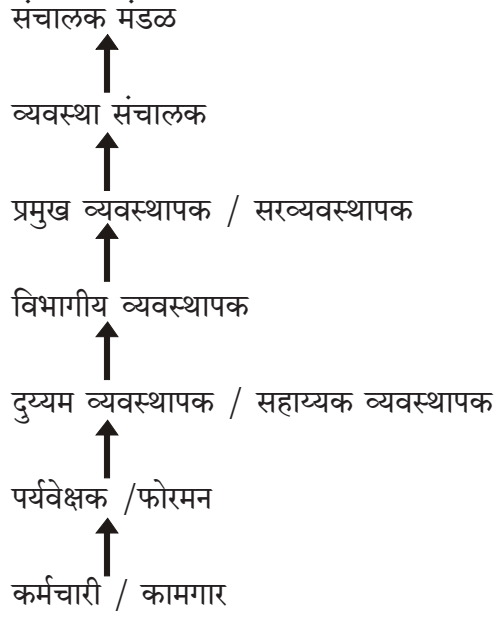 संचालक मंडळ
व्यवस्था संचालक
प्रमुख व्यवस्थापक / सरव्यवस्थापक
विभागीय व्यवस्थापक
दुय्यम व्यवस्थापक / सहाय्यक व्यवस्थापक
पर्यवेक्षक /फोरमन
कर्मचारी / कामगार